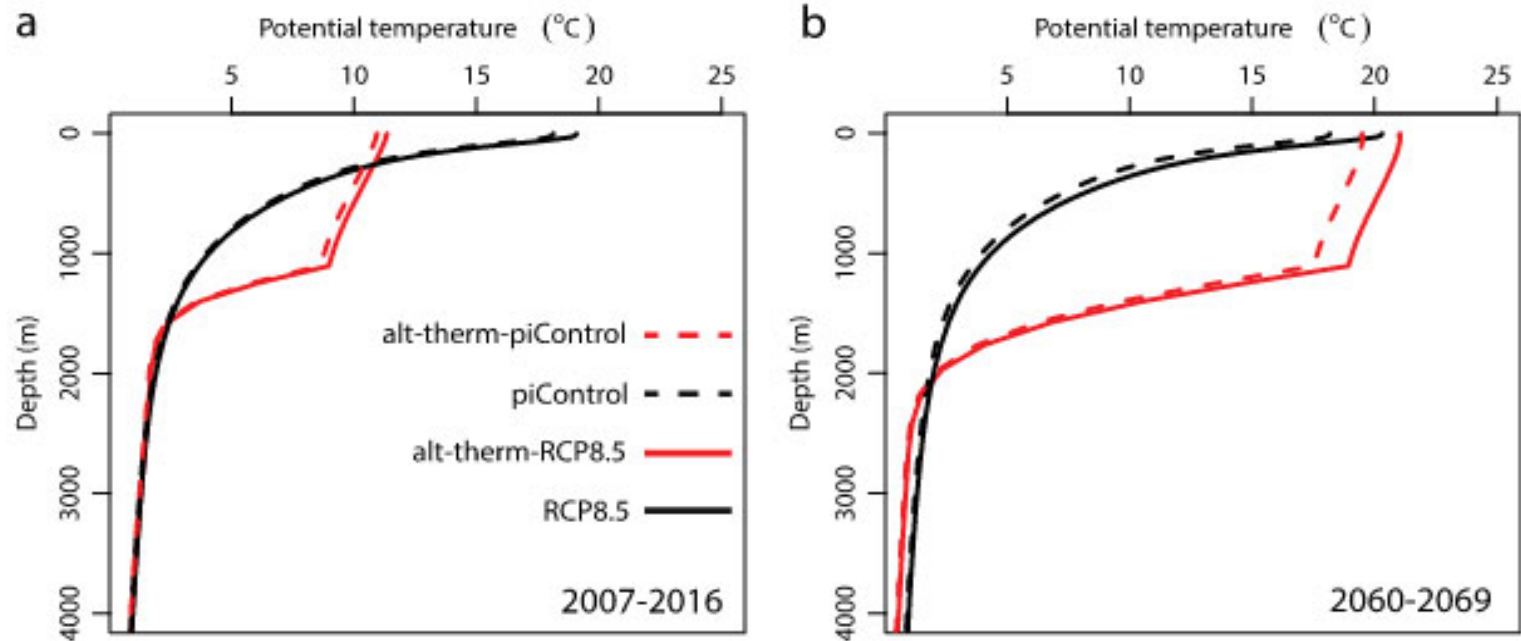 a
Potential temperature (°C)
5 10 15 20 25
0
1000
2000
3000
4000
Depth (m)
alt-therm-piControl
piControl
alt-therm-RCP8.5
RCP8.5
2007-2016
b
Potential temperature (°C)
5 10 15 20 25
0
1000
2000
3000
4000
Depth (m)
2060-2069